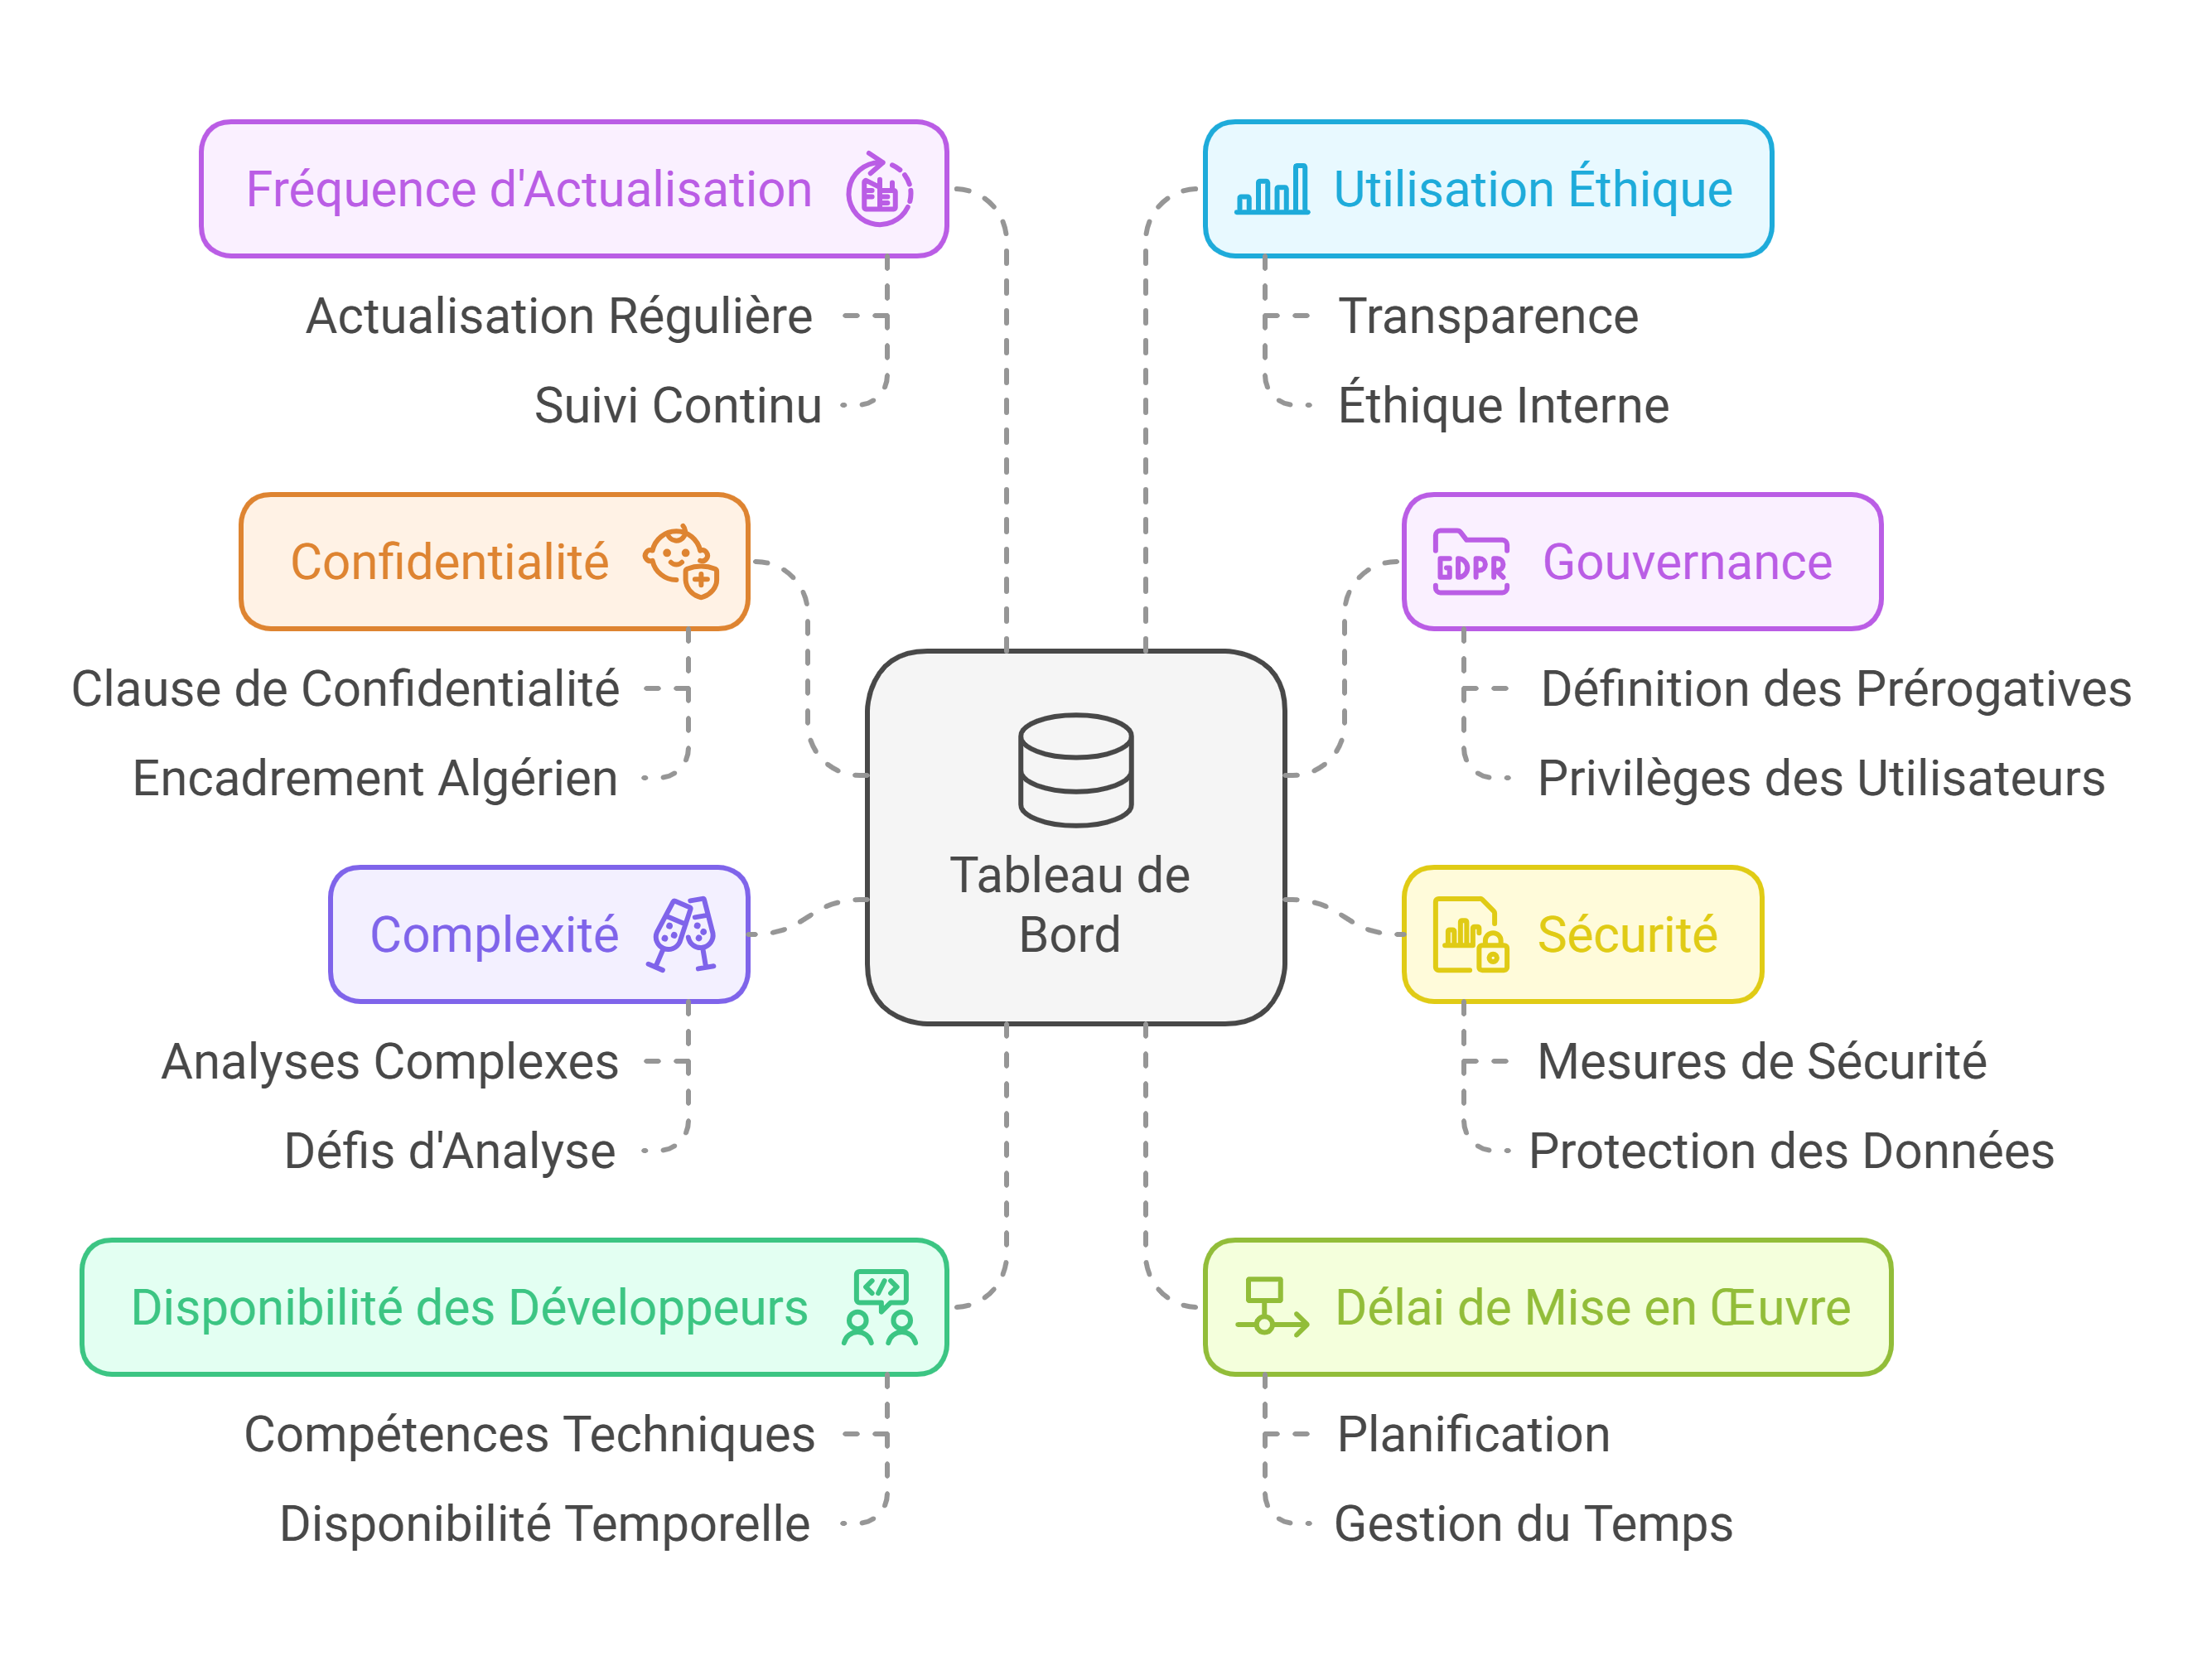 Fréquence d'Actualisation
Actualisation Régulière
Suivi Continu
Confidentialité
Clause de Confidentialité
Encadrement Algérien
Complexité
Analyses Complexes
Défis d'Analyse
Disponibilité des Développeurs
</>
Compétences Techniques
Disponibilité Temporelle
Tableau de
Bord
Utilisation Éthique
Transparence
Éthique Interne
GDPR
Gouvernance
Définition des Prérogatives
Privilèges des Utilisateurs
Sécurité
Mesures de Sécurité
Protection des Données
Délai de Mise en Œuvre
Planification
Gestion du Temps